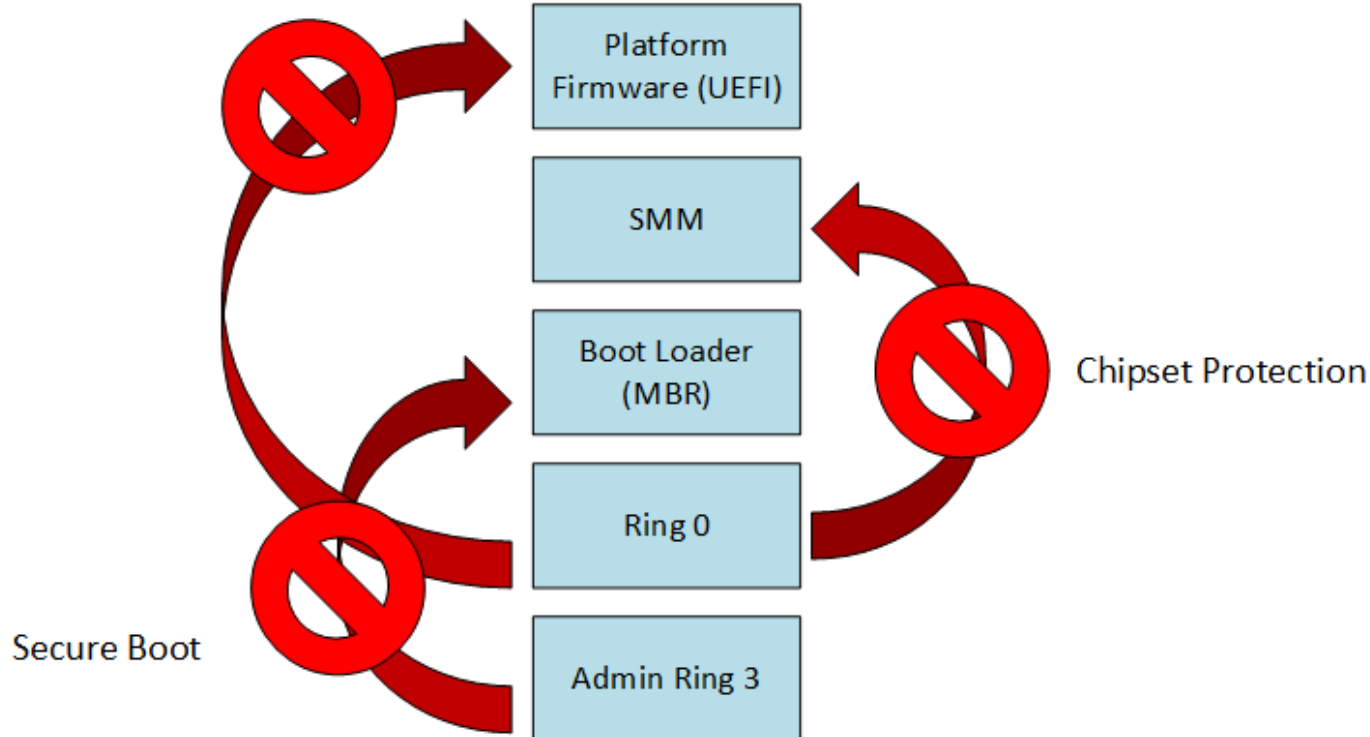 Platform
Firmware (UEFI)
SMM
Boot Loader
(MBR)
Chipset Protection
Ring 0
Secure Boot
Admin Ring 3